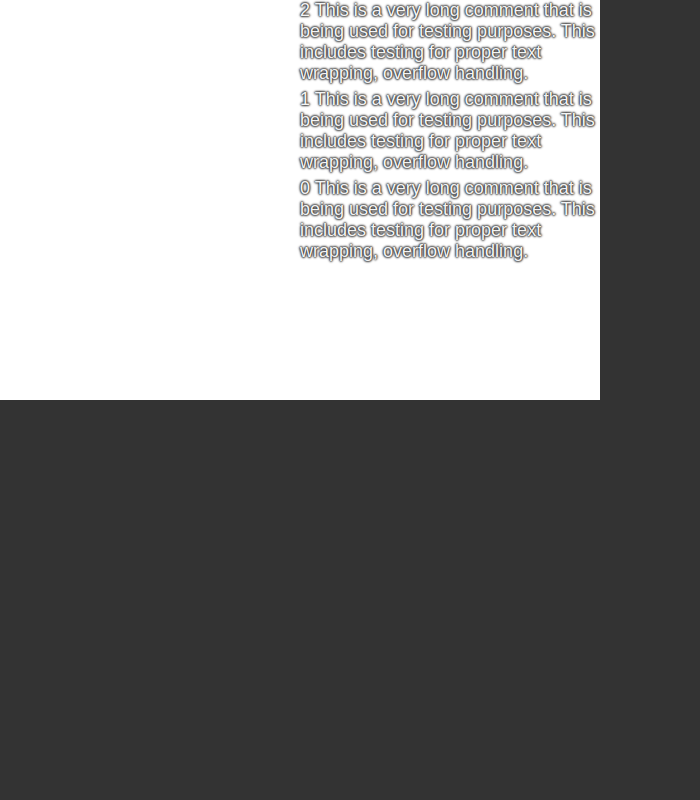 2 This is a very long comment that is
being used for testing purposes. This
includes testing for proper text
wrapping, overflow handling.
1 This is a very long comment that is
being used for testing purposes. This
includes testing for proper text
wrapping, overflow handling.
0 This is a very long comment that is
being used for testing purposes. This
includes testing for proper text
wrapping, overflow handling.